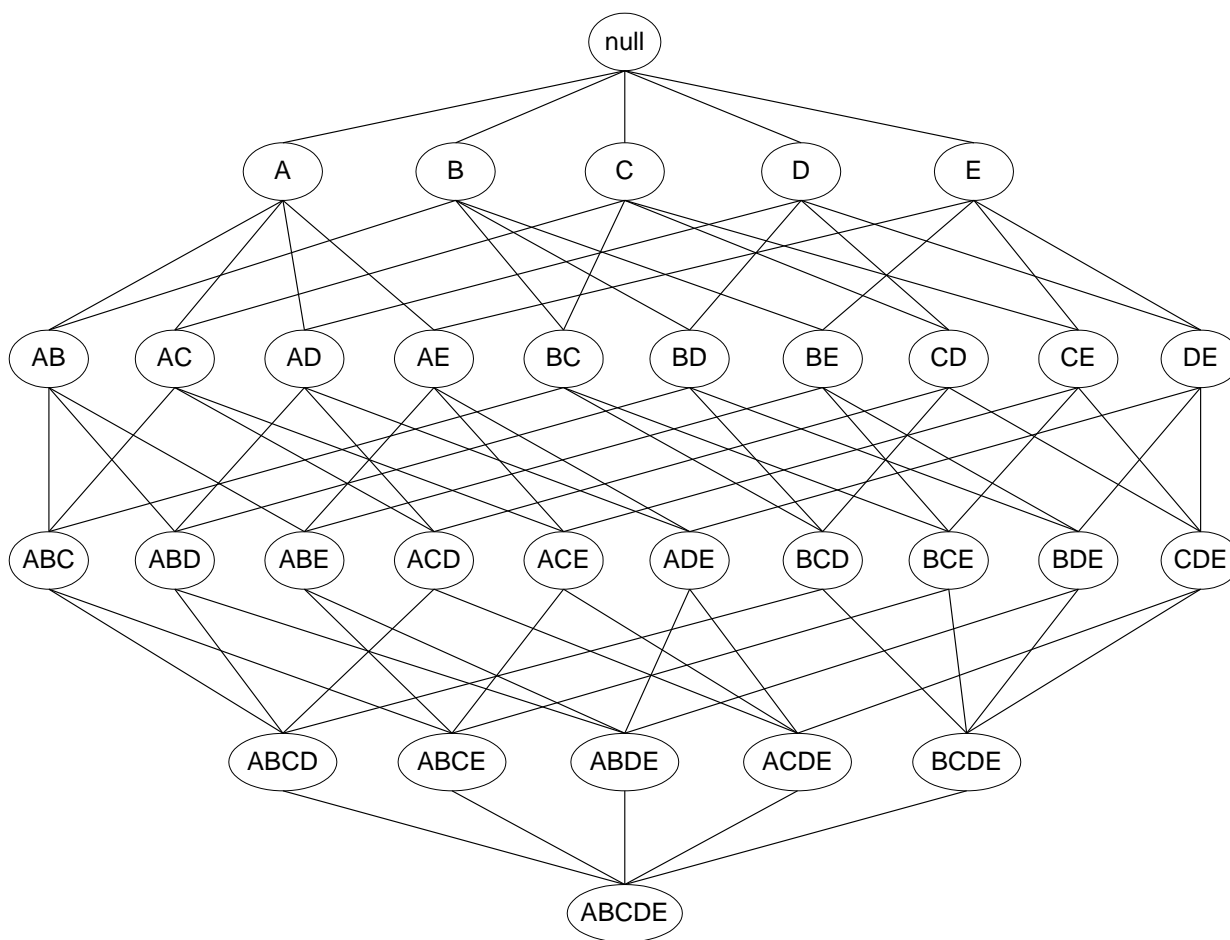 null
A B C D E
AB AC AD AE BC BD BE CD CE DE
ABC ABD ABE ACD ACE ADE BCD BCE BDE CDE
ABCD ABCE ABDE ACDE BCDE
ABCDE